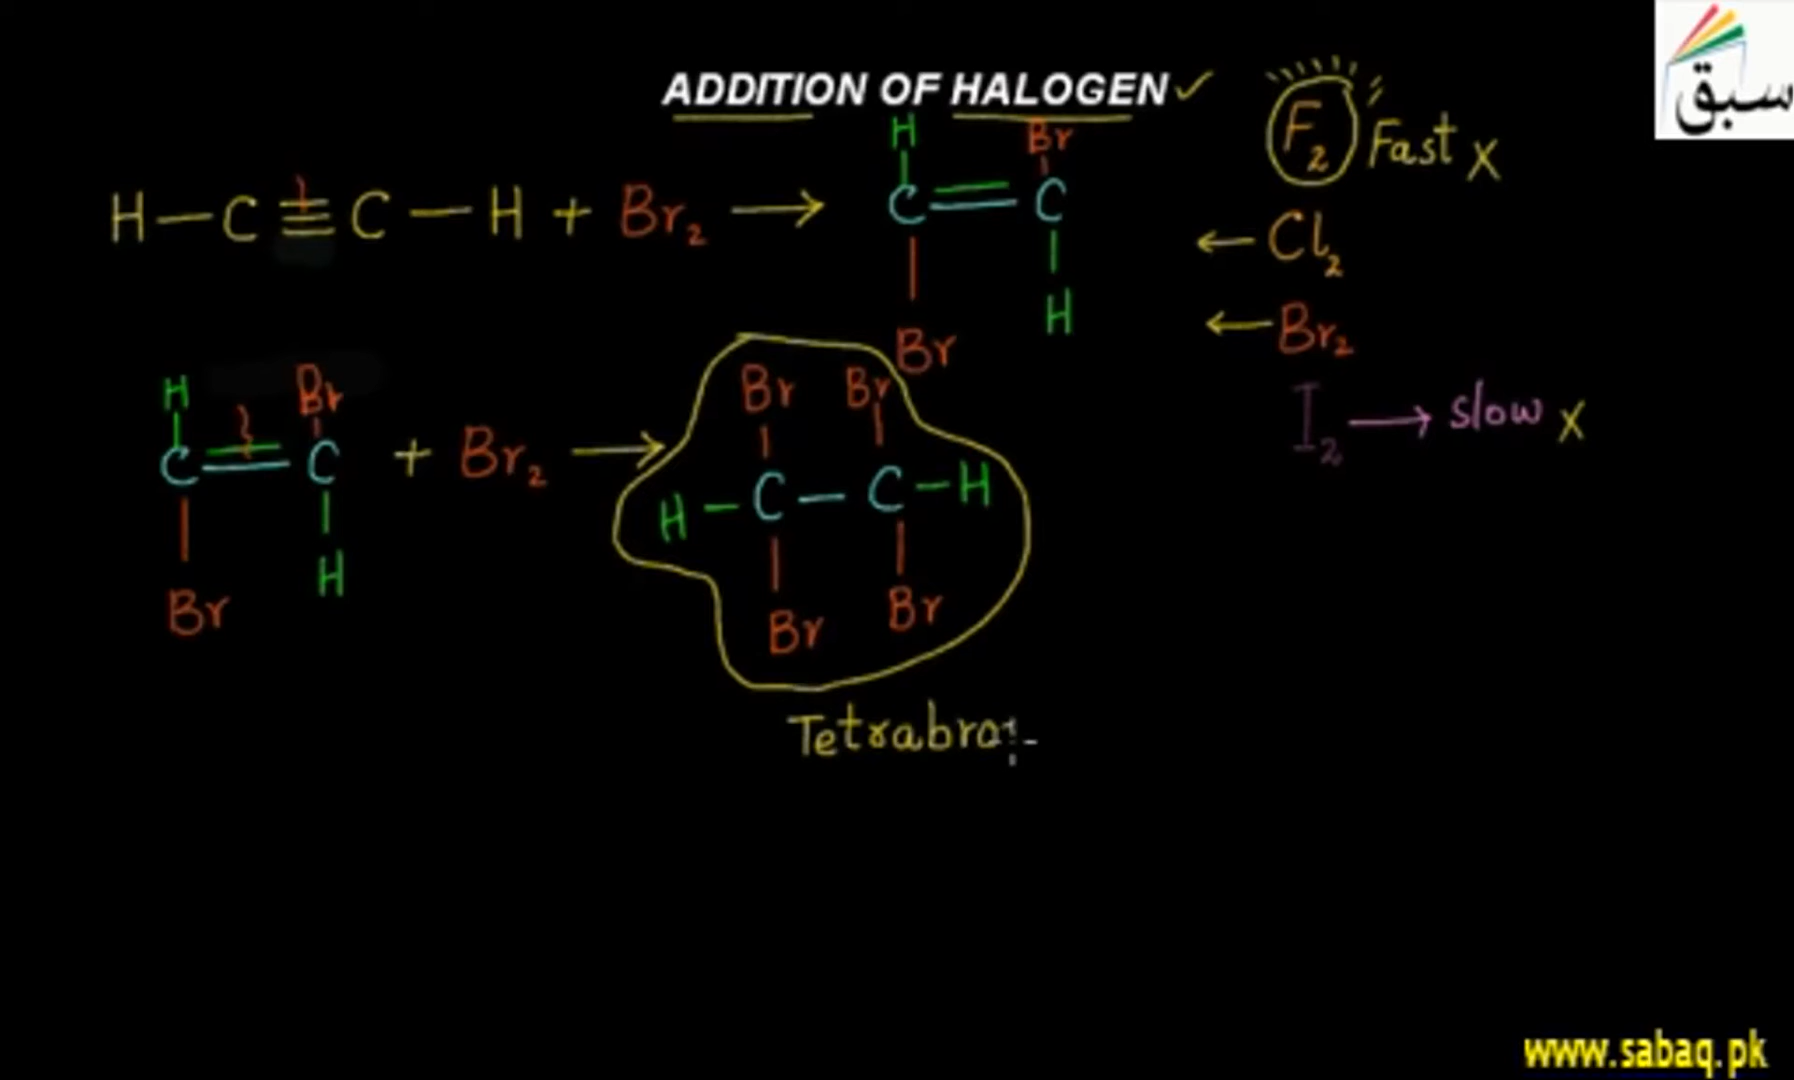 سبق
ADDITION OF HALOGEN
F2 Fast X
H Br
H—C≡C—H + Br2 → C=C
← Cl2
H
← Br2
Br
H Br + Br2 → Br Br
I2 → slow X
C=C H—C—C—H
H
Br Br Br
Tetrabro
www.sabaq.pk